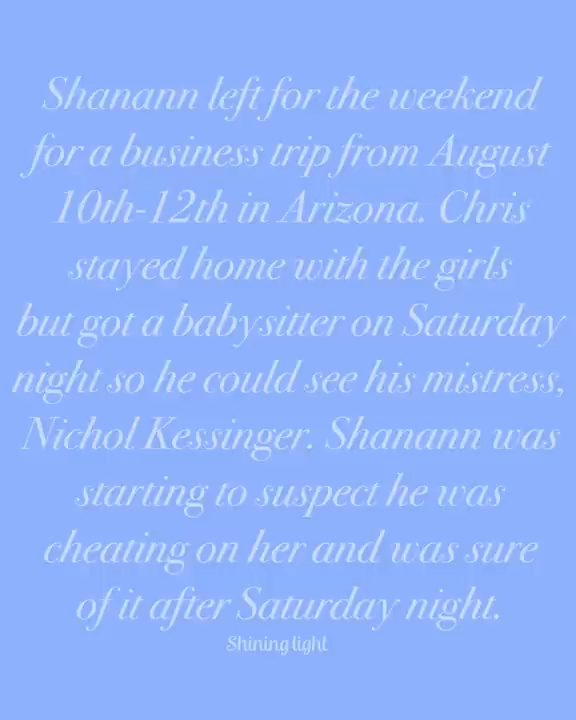 Shanann left for the weekend
for a business trip from August
10th-12th in Arizona. Chris
stayed home with the girls
but got a babysitter on Saturday
night so he could see his mistress,
Nichol Kessinger. Shanann was
starting to suspect he was
cheating on her and was sure
of it after Saturday night.
Shining light